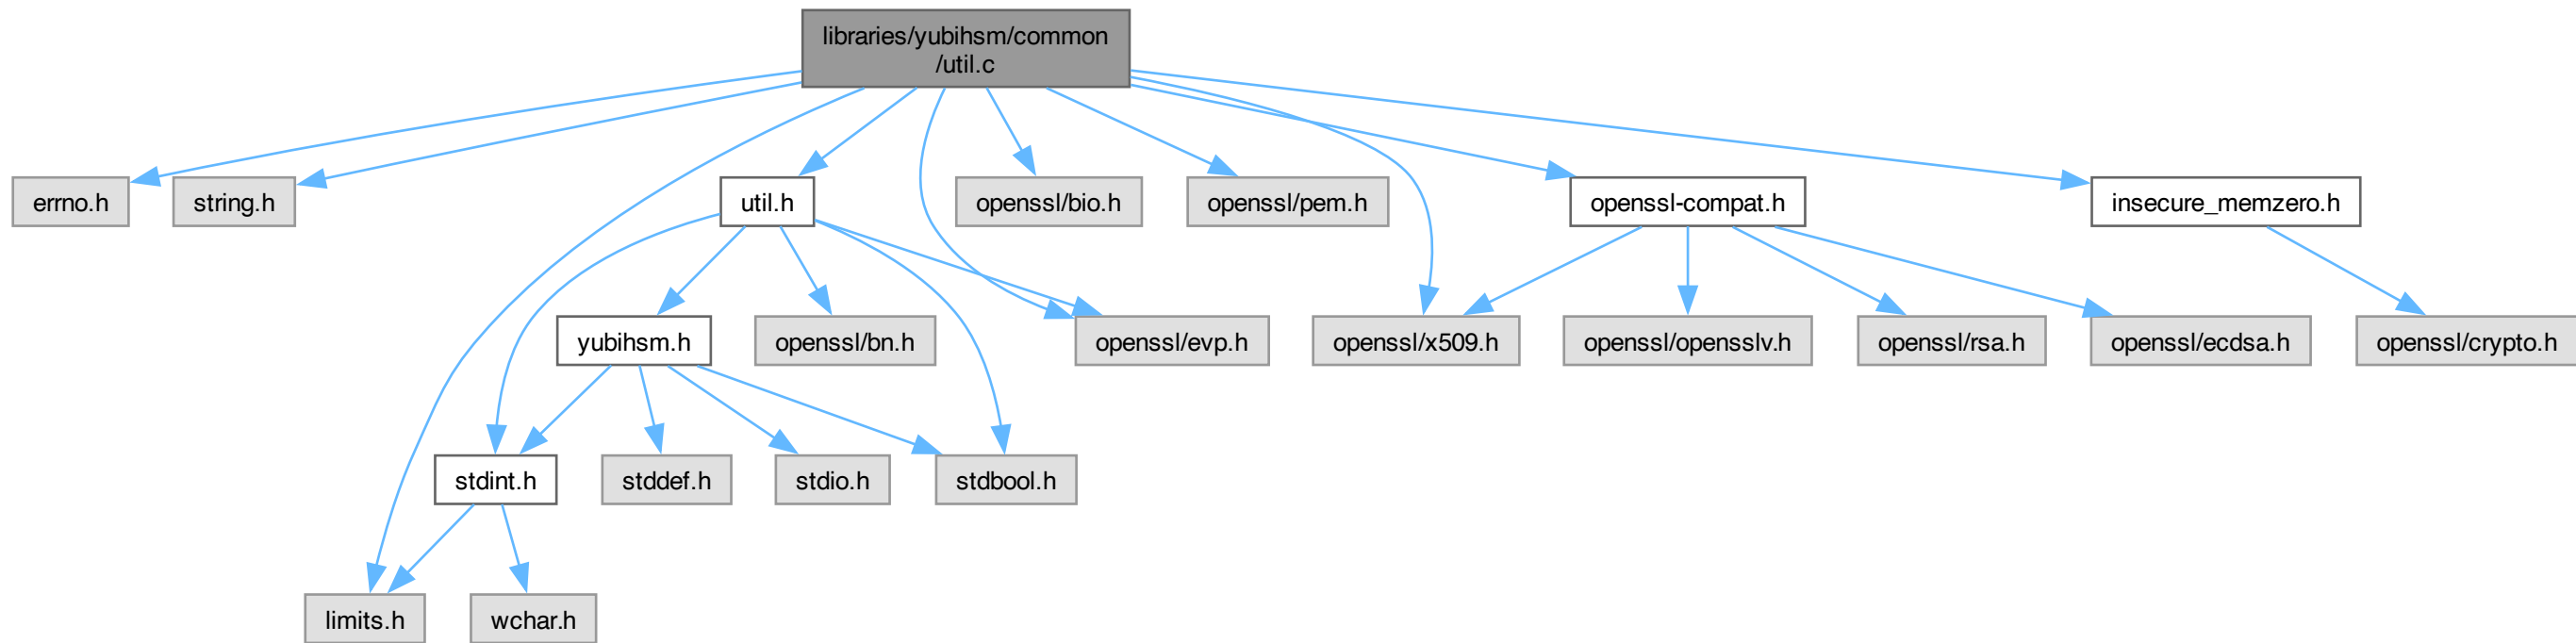 libraries/yubihsm/common
/util.c
errno.h
string.h
util.h
openssl/bio.h
openssl/pem.h
openssl-compat.h
insecure_memzero.h
yubihsm.h
openssl/bn.h
openssl/evp.h
openssl/x509.h
openssl/opensslv.h
openssl/rsa.h
openssl/ecdsa.h
openssl/crypto.h
stdint.h
stddef.h
stdio.h
stdbool.h
limits.h
wchar.h